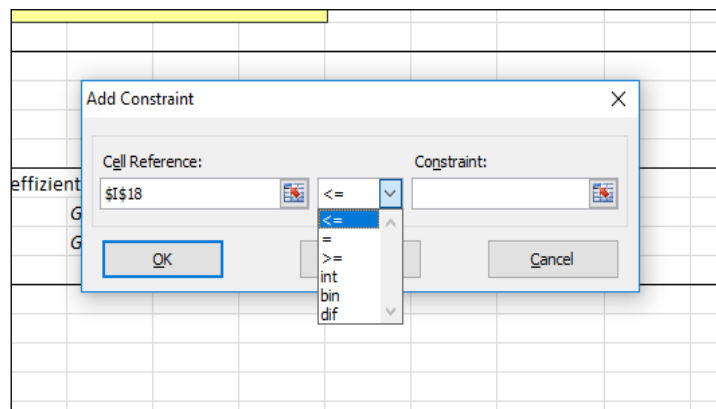 Add Constraint
Cell Reference:
Constraint:
effizient
$I$18
<=
G
<=
G
=
OK
>=
Cancel
int
bin
dif